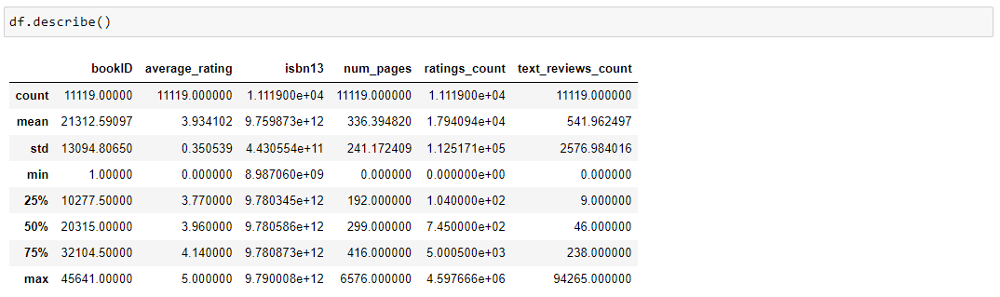 df.describe()
bookID average_rating isbn13 num_pages ratings_count text_reviews_count
count 11119.00000 11119.000000 1.111900e+04 11119.000000 1.111900e+04 11119.000000
mean 21312.59097 3.934102 9.759873e+12 336.394820 1.794094e+04 541.962497
std 13094.80650 0.350539 4.430554e+11 241.172409 1.125171e+05 2576.984016
min 1.00000 0.000000 8.987060e+09 0.000000 0.000000e+00 0.000000
25% 10277.50000 3.770000 9.780345e+12 192.000000 1.040000e+02 9.000000
50% 20315.00000 3.960000 9.780586e+12 299.000000 7.450000e+02 46.000000
75% 32104.50000 4.140000 9.780873e+12 416.000000 5.000500e+03 238.000000
max 45641.00000 5.000000 9.790008e+12 6576.000000 4.597666e+06 94265.000000